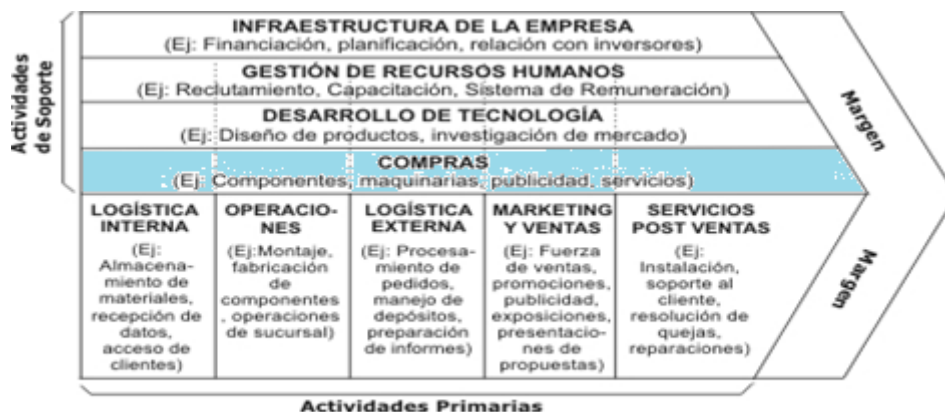 Actividades
de Soporte
INFRAESTRUCTURA DE LA EMPRESA
(Ej: Financiación, planificación, relación con inversores)
GESTIÓN DE RECURSOS HUMANOS
(Ej: Reclutamiento, Capacitación, Sistema de Remuneración)
DESARROLLO DE TECNOLOGÍA
(Ej: Diseño de productos, investigación de mercado)
COMPRAS
(Ej: Componentes, maquinarias, publicidad, servicios)
LOGÍSTICA
INTERNA
(Ej:
Almacena-
miento de
materiales,
recepción de
datos,
acceso de
clientes)
OPERACIO-
NES
(Ej:Montaje,
fabricación
de
componentes
, operaciones
de sucursal)
LOGÍSTICA
EXTERNA
(Ej: Procesa-
miento de
pedidos,
manejo de
depósitos,
preparación
de informes)
MARKETING
Y VENTAS
(Ej: Fuerza
de ventas,
promociones,
publicidad,
exposiciones,
presentacio-
nes de
propuestas)
SERVICIOS
POST VENTAS
(Ej:
Instalación,
soporte al
cliente,
resolución de
quejas,
reparaciones)
Margen
Margen
Actividades Primarias